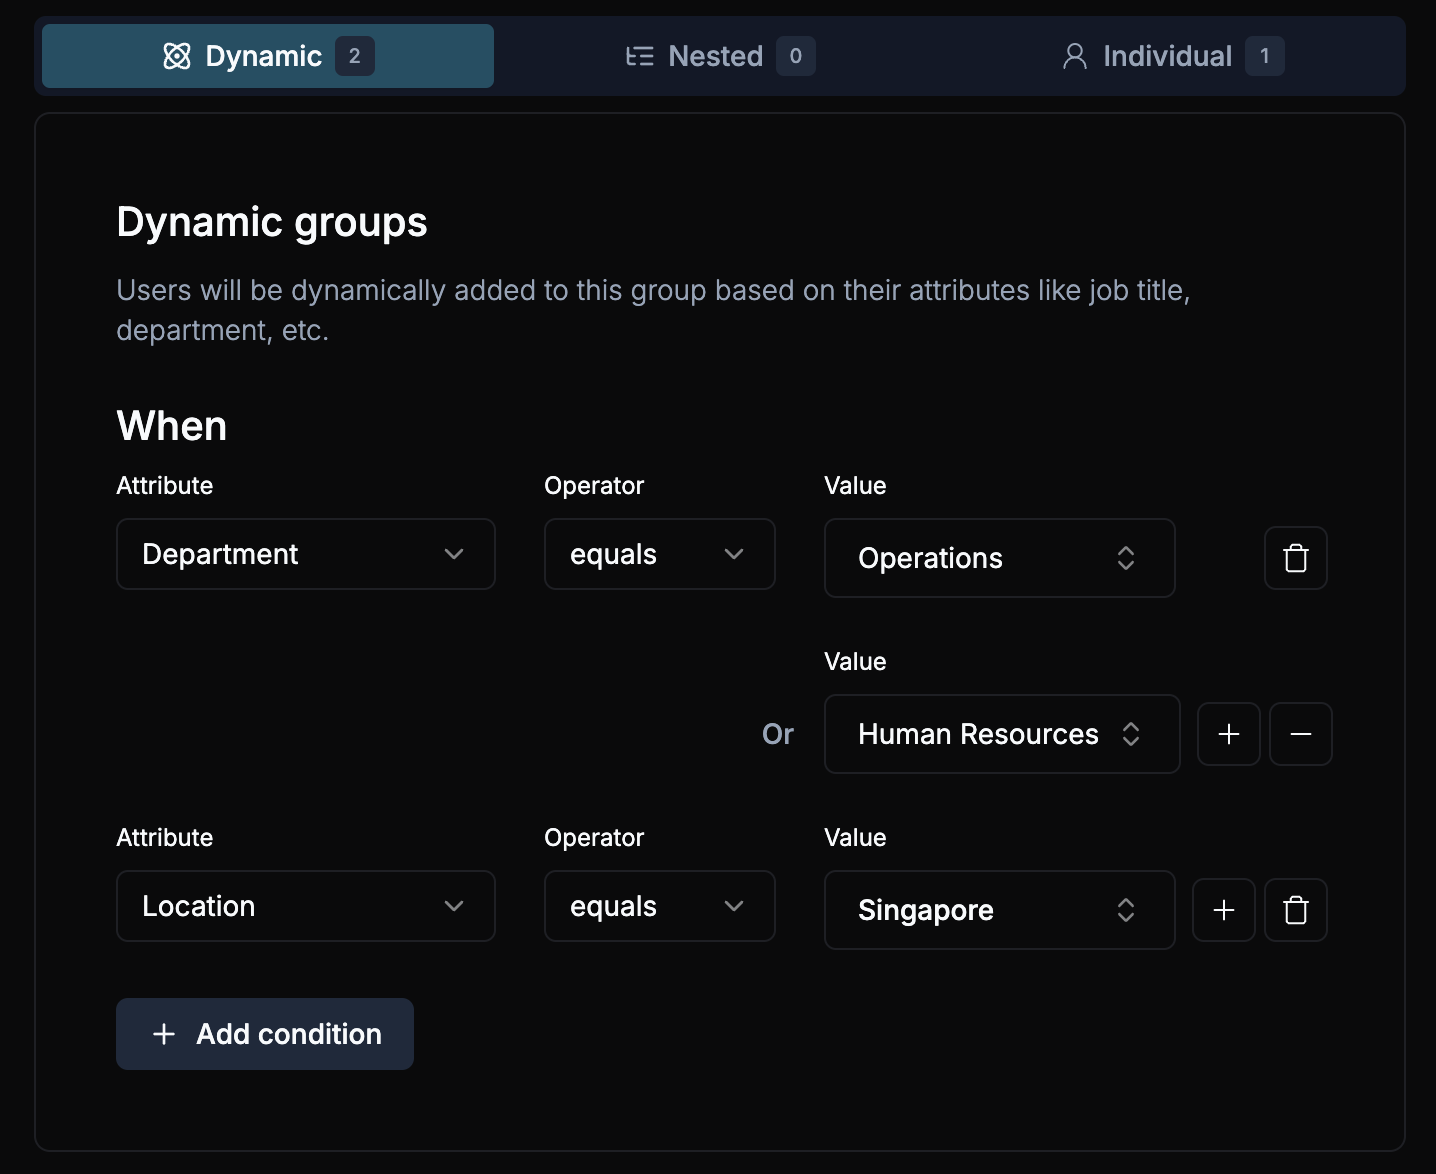 Dynamic 2 Nested 0 Individual 1
Dynamic groups
Users will be dynamically added to this group based on their attributes like job title,
department, etc.
When
Attribute Operator Value
Department equals Operations
Value
Or Human Resources
Attribute Operator Value
Location equals Singapore
Add condition